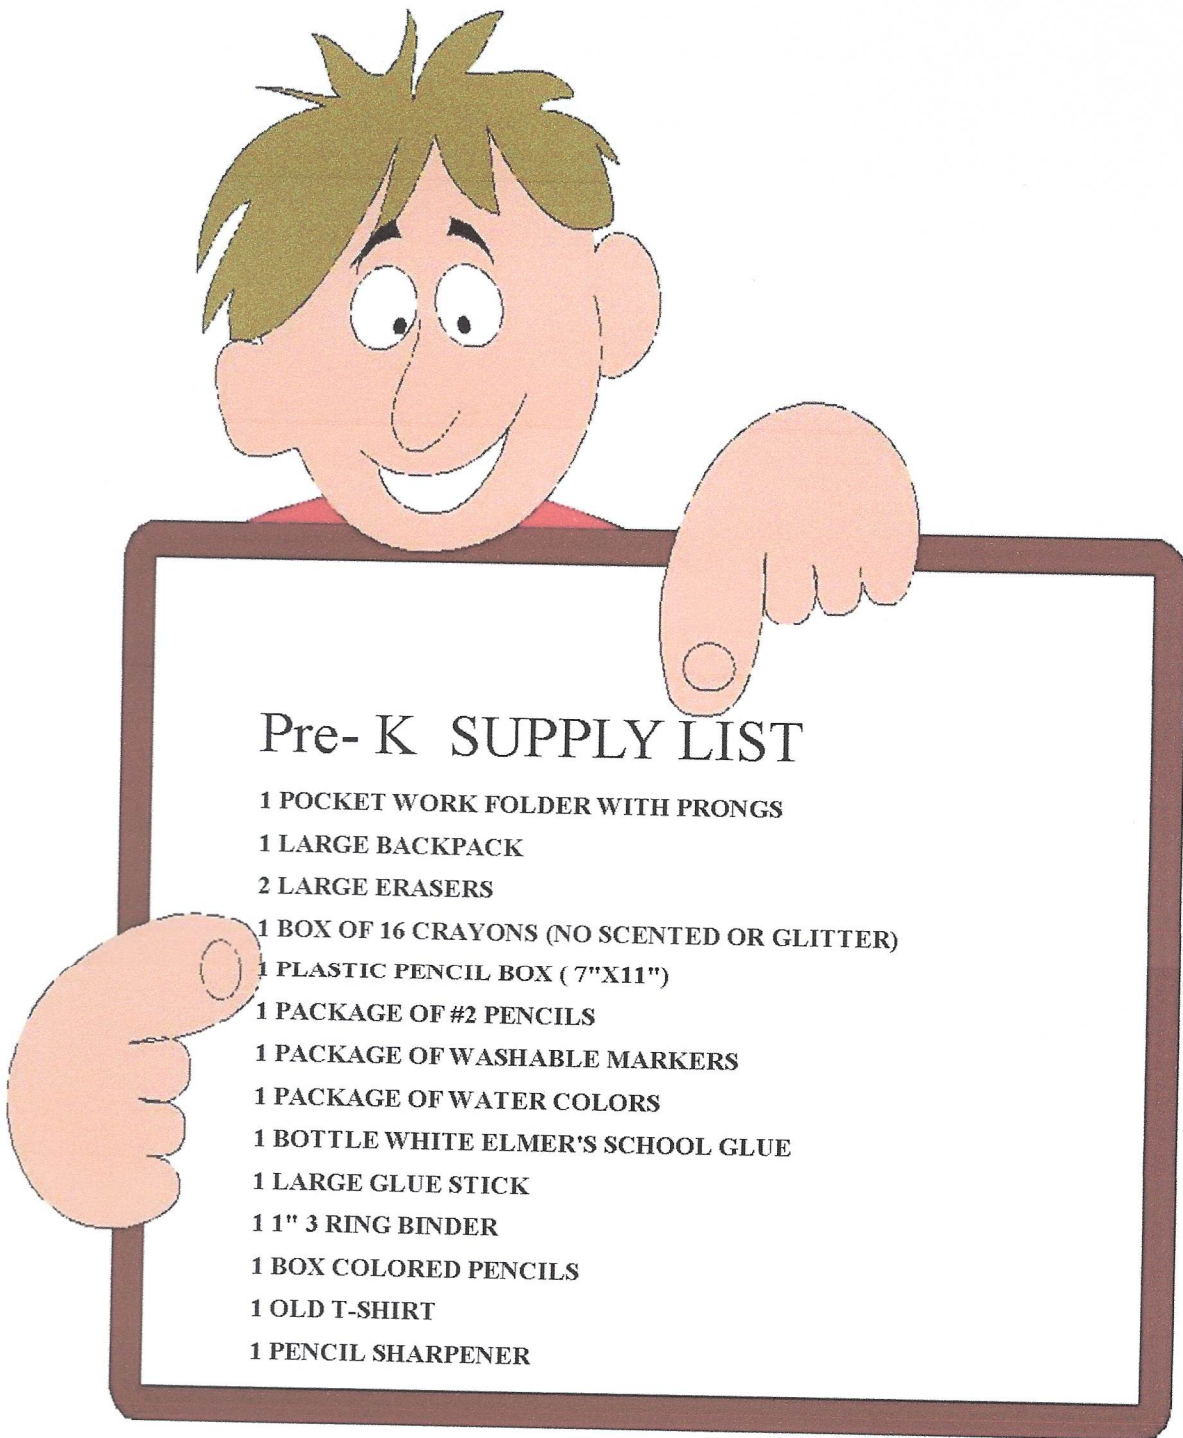 Pre- K SUPPLY LIST
1 POCKET WORK FOLDER WITH PRONGS
1 LARGE BACKPACK
2 LARGE ERASERS
1 BOX OF 16 CRAYONS (NO SCENTED OR GLITTER)
1 PLASTIC PENCIL BOX ( 7"X11")
1 PACKAGE OF #2 PENCILS
1 PACKAGE OF WASHABLE MARKERS
1 PACKAGE OF WATER COLORS
1 BOTTLE WHITE ELMER'S SCHOOL GLUE
1 LARGE GLUE STICK
1 1" 3 RING BINDER
1 BOX COLORED PENCILS
1 OLD T-SHIRT
1 PENCIL SHARPENER